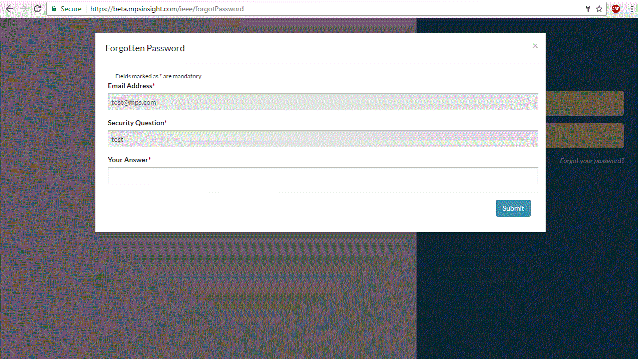 Secure
https://beta.mpsinsight.com/ieee/forgotPassword
Forgotten Password
×
Fields marked as * are mandatory
Email Address*
test@mps.com
Security Question*
test
Your Answer*
Submit
Forgot your password?